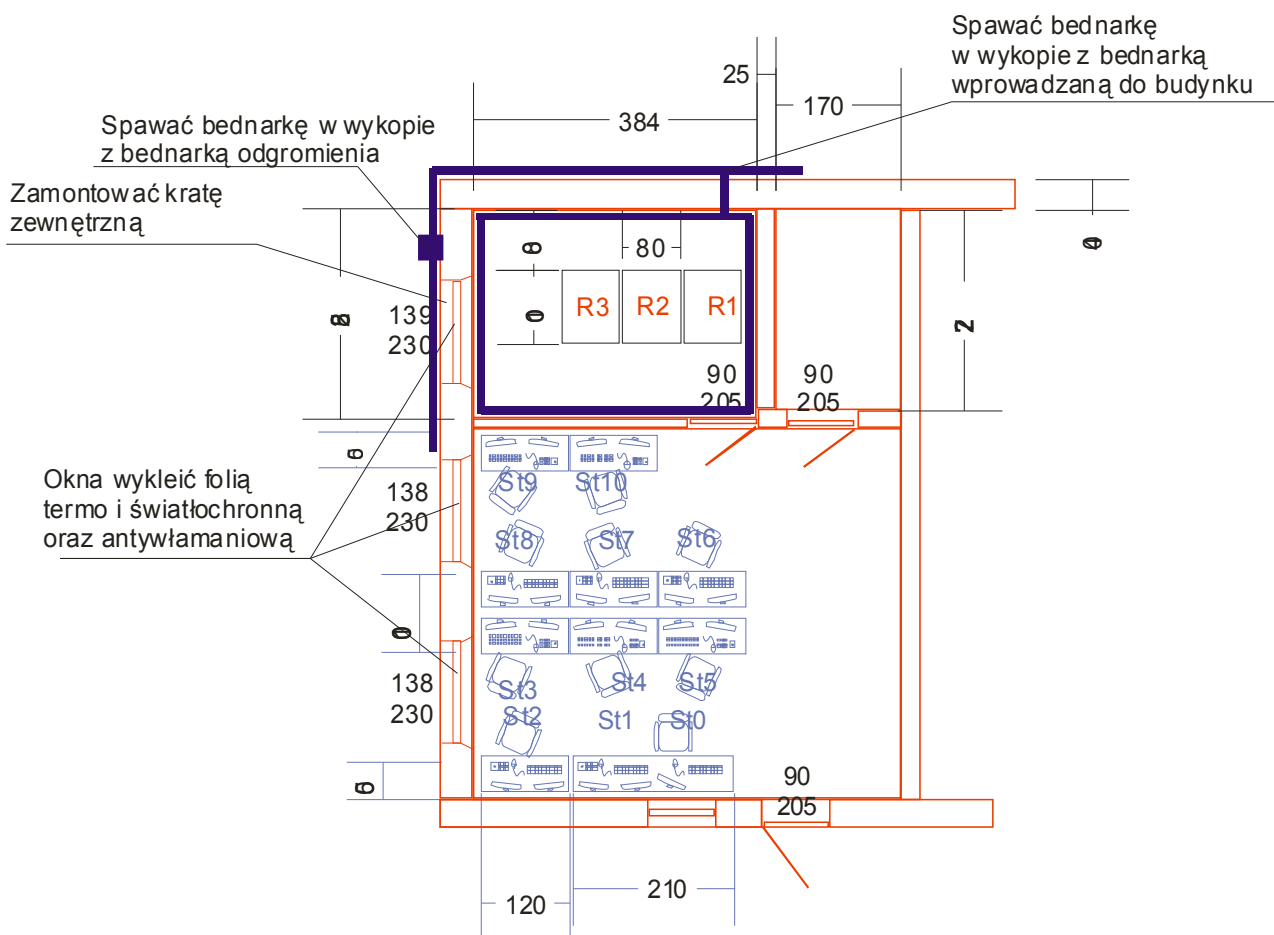 Spawać bednarkę
w wykopie z bednarką
wprowadzaną do budynku
25
170
384
Spawać bednarkę w wykopie
z bednarką odgromienia
Zamontować kratę
zewnętrzną
80
R3
R2
R1
139
230
90
205
90
205
Okna wykleić folią
termo i światłochronną
oraz antywłamaniową
138
230
St9
St10
St8
St7
St6
138
230
St3
St4
St5
St2
St1
St0
90
205
120
210